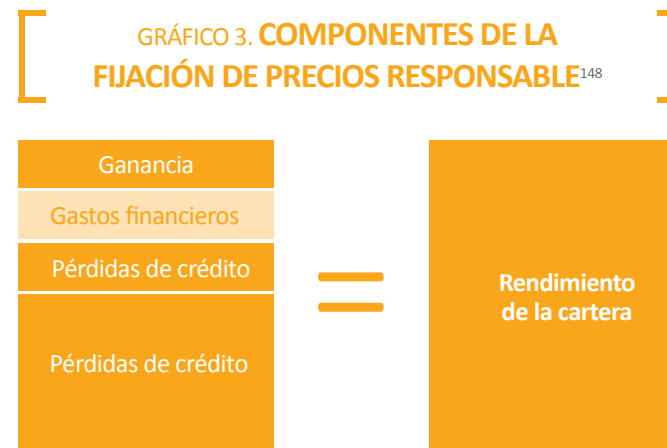 GRÁFICO 3. COMPONENTES DE LA
FIJACIÓN DE PRECIOS RESPONSABLE148
Ganancia
Gastos financieros
Pérdidas de crédito
Pérdidas de crédito
=
Rendimiento
de la cartera